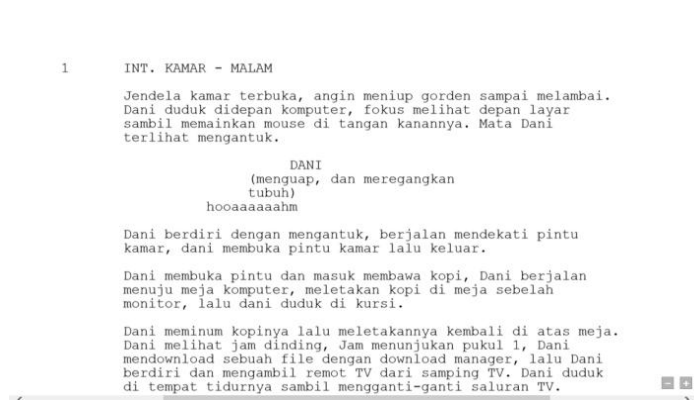 1 INT. KAMAR - MALAM
Jendela kamar terbuka, angin meniup gorden sampai melambai.
Dani duduk didepan komputer, fokus melihat depan layar
sambil memainkan mouse di tangan kanannya. Mata Dani
terlihat mengantuk.
DANI
(menguap, dan meregangkan
tubuh)
hooaaaaaahm
Dani berdiri dengan mengantuk, berjalan mendekati pintu
kamar, dani membuka pintu kamar lalu keluar.
Dani membuka pintu dan masuk membawa kopi, Dani berjalan
menuju meja komputer, meletakan kopi di meja sebelah
monitor, lalu dani duduk di kursi.
Dani meminum kopinya lalu meletakannya kembali di atas meja.
Dani melihat jam dinding, Jam menunjukan pukul 1, Dani
mendownload sebuah file dengan download manager, lalu Dani
berdiri dan mengambil remot TV dari samping TV. Dani duduk
di tempat tidurnya sambil mengganti-ganti saluran TV.